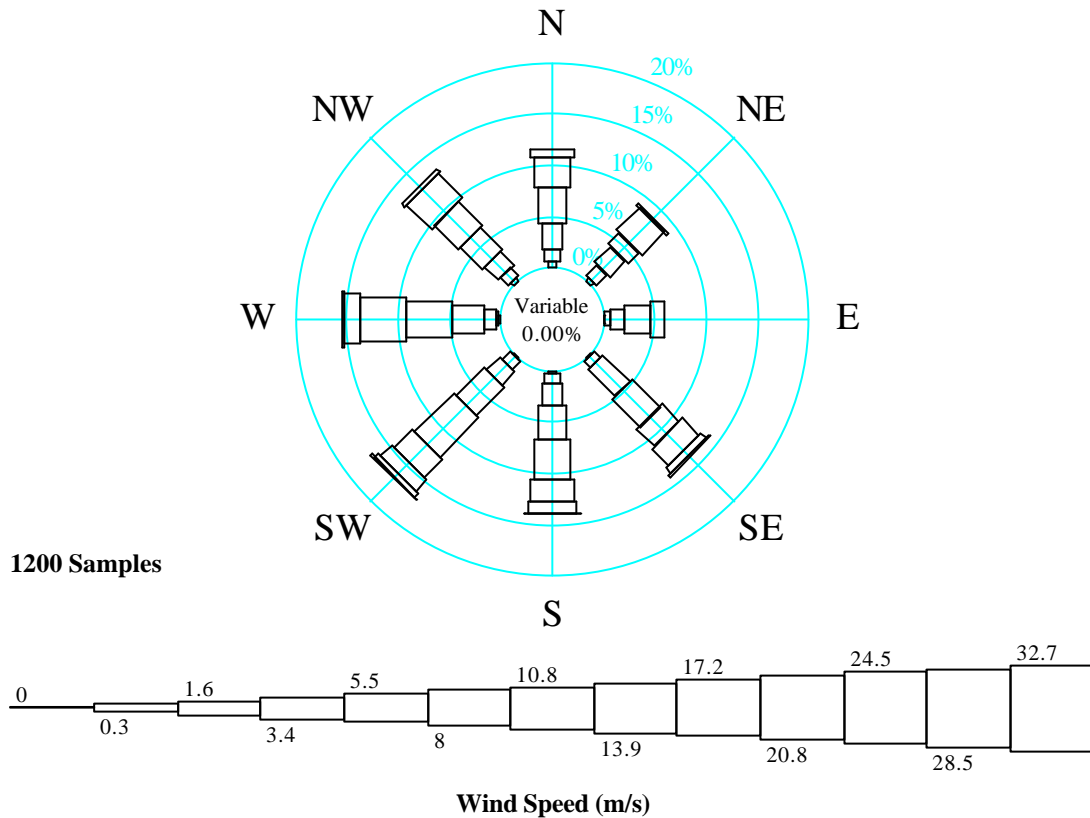 N
20%
NW
NE
15%
10%
5%
0%
W
Variable
0.00%
E
SW
SE
1200 Samples
S
0 1.6 5.5 10.8 17.2 24.5 32.7
0.3 3.4 8 13.9 20.8 28.5
Wind Speed (m/s)